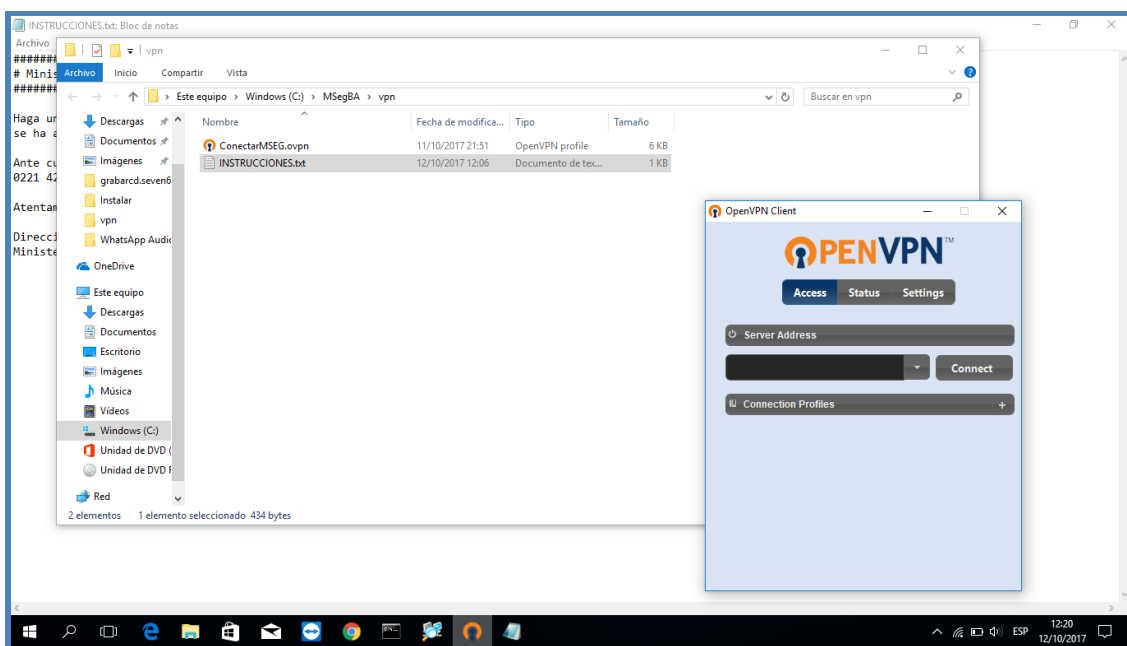 INSTRUCCIONES.txt: Bloc de notas
Archivo
#######
# Minis
#######
Haga un
se ha a
Ante cu
0221 42
Atentam
Direcci
Ministe
vpn
Archivo Inicio Compartir Vista
Este equipo > Windows (C:) > MSegBA > vpn
Buscar en vpn
Nombre Fecha de modifica... Tipo Tamaño
ConectarMSEG.ovpn 11/10/2017 21:51 OpenVPN profile 6 KB
INSTRUCCIONES.txt 12/10/2017 12:06 Documento de tex... 1 KB
Descargas
Documentos
Imágenes
grabarcd.seven6
Instalar
vpn
WhatsApp Audio
OneDrive
Este equipo
Descargas
Documentos
Escritorio
Imágenes
Música
Vídeos
Windows (C:)
Unidad de DVD (
Unidad de DVD F
Red
2 elementos 1 elemento seleccionado 434 bytes
OpenVPN Client
OPENVPN™
Access Status Settings
Server Address
Connect
Connection Profiles +
ESP
12:20
12/10/2017